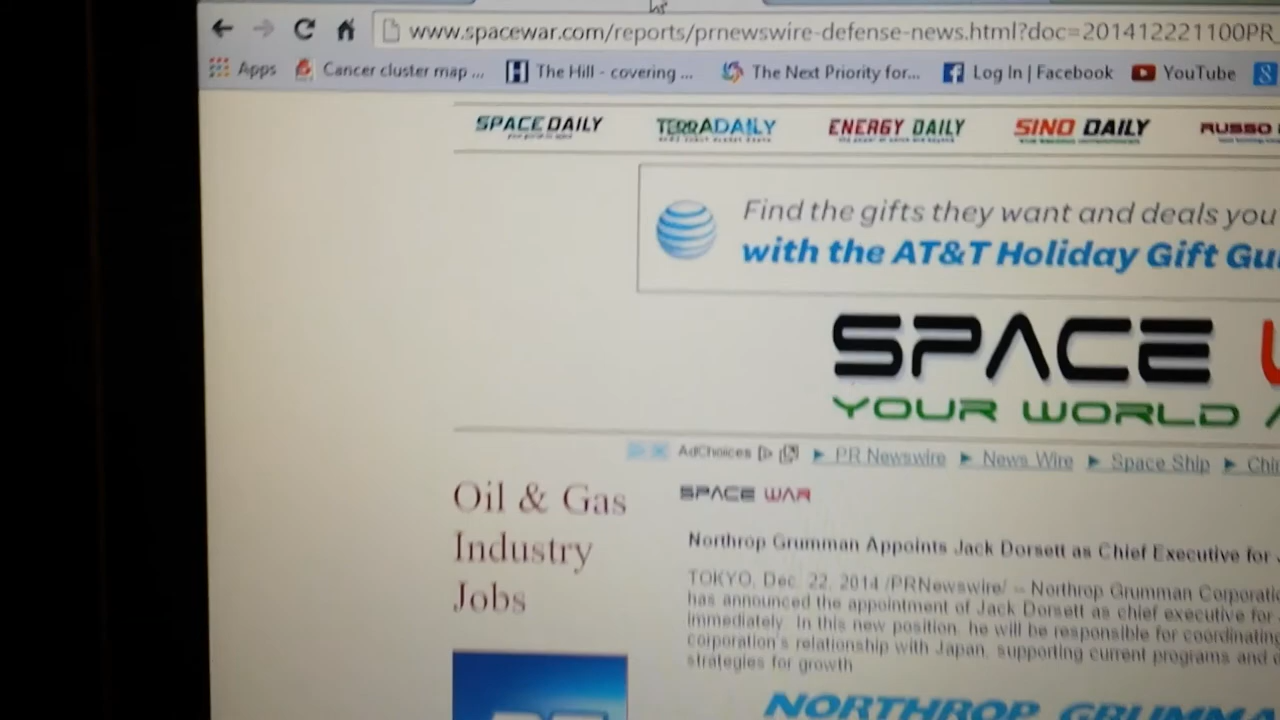 www.spacewar.com/reports/prnewswire-defense-news.html?doc=201412221100PR_
Apps Cancer cluster map ... The Hill - covering ... The Next Priority for... Log In | Facebook YouTube
SPACE DAILY TERRADAILY ENERGY DAILY SINO DAILY RUSSO
Find the gifts they want and deals you
with the AT&T Holiday Gift Gu
SPACE
YOUR WORLD A
AdChoices PR Newswire News Wire Space Ship Chi
Oil & Gas
Industry
Jobs
SPACE WAR
Northrop Grumman Appoints Jack Dorsett as Chief Executive for
TOKYO, Dec. 22, 2014 /PRNewswire/ -- Northrop Grumman Corporati
has announced the appointment of Jack Dorsett as chief executive for
immediately. In this new position, he will be responsible for coordinating
corporation's relationship with Japan, supporting current programs and
strategies for growth
NORTHROP GRUMMA